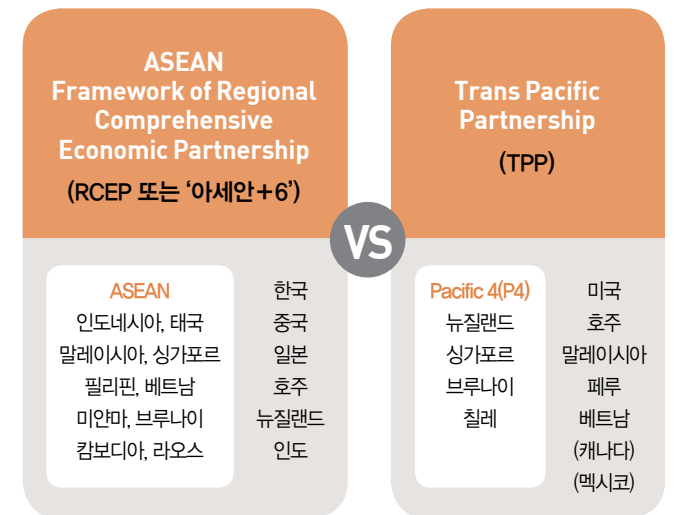 ASEAN
Framework of Regional
Comprehensive
Economic Partnership
(RCEP 또는 ‘아세안+6’)
ASEAN
인도네시아, 태국
말레이시아, 싱가포르
필리핀, 베트남
미얀마, 브루나이
캄보디아, 라오스
한국
중국
일본
호주
뉴질랜드
인도
VS
Trans Pacific
Partnership
(TPP)
Pacific 4(P4)
뉴질랜드
싱가포르
브루나이
칠레
미국
호주
말레이시아
페루
베트남
(캐나다)
(멕시코)